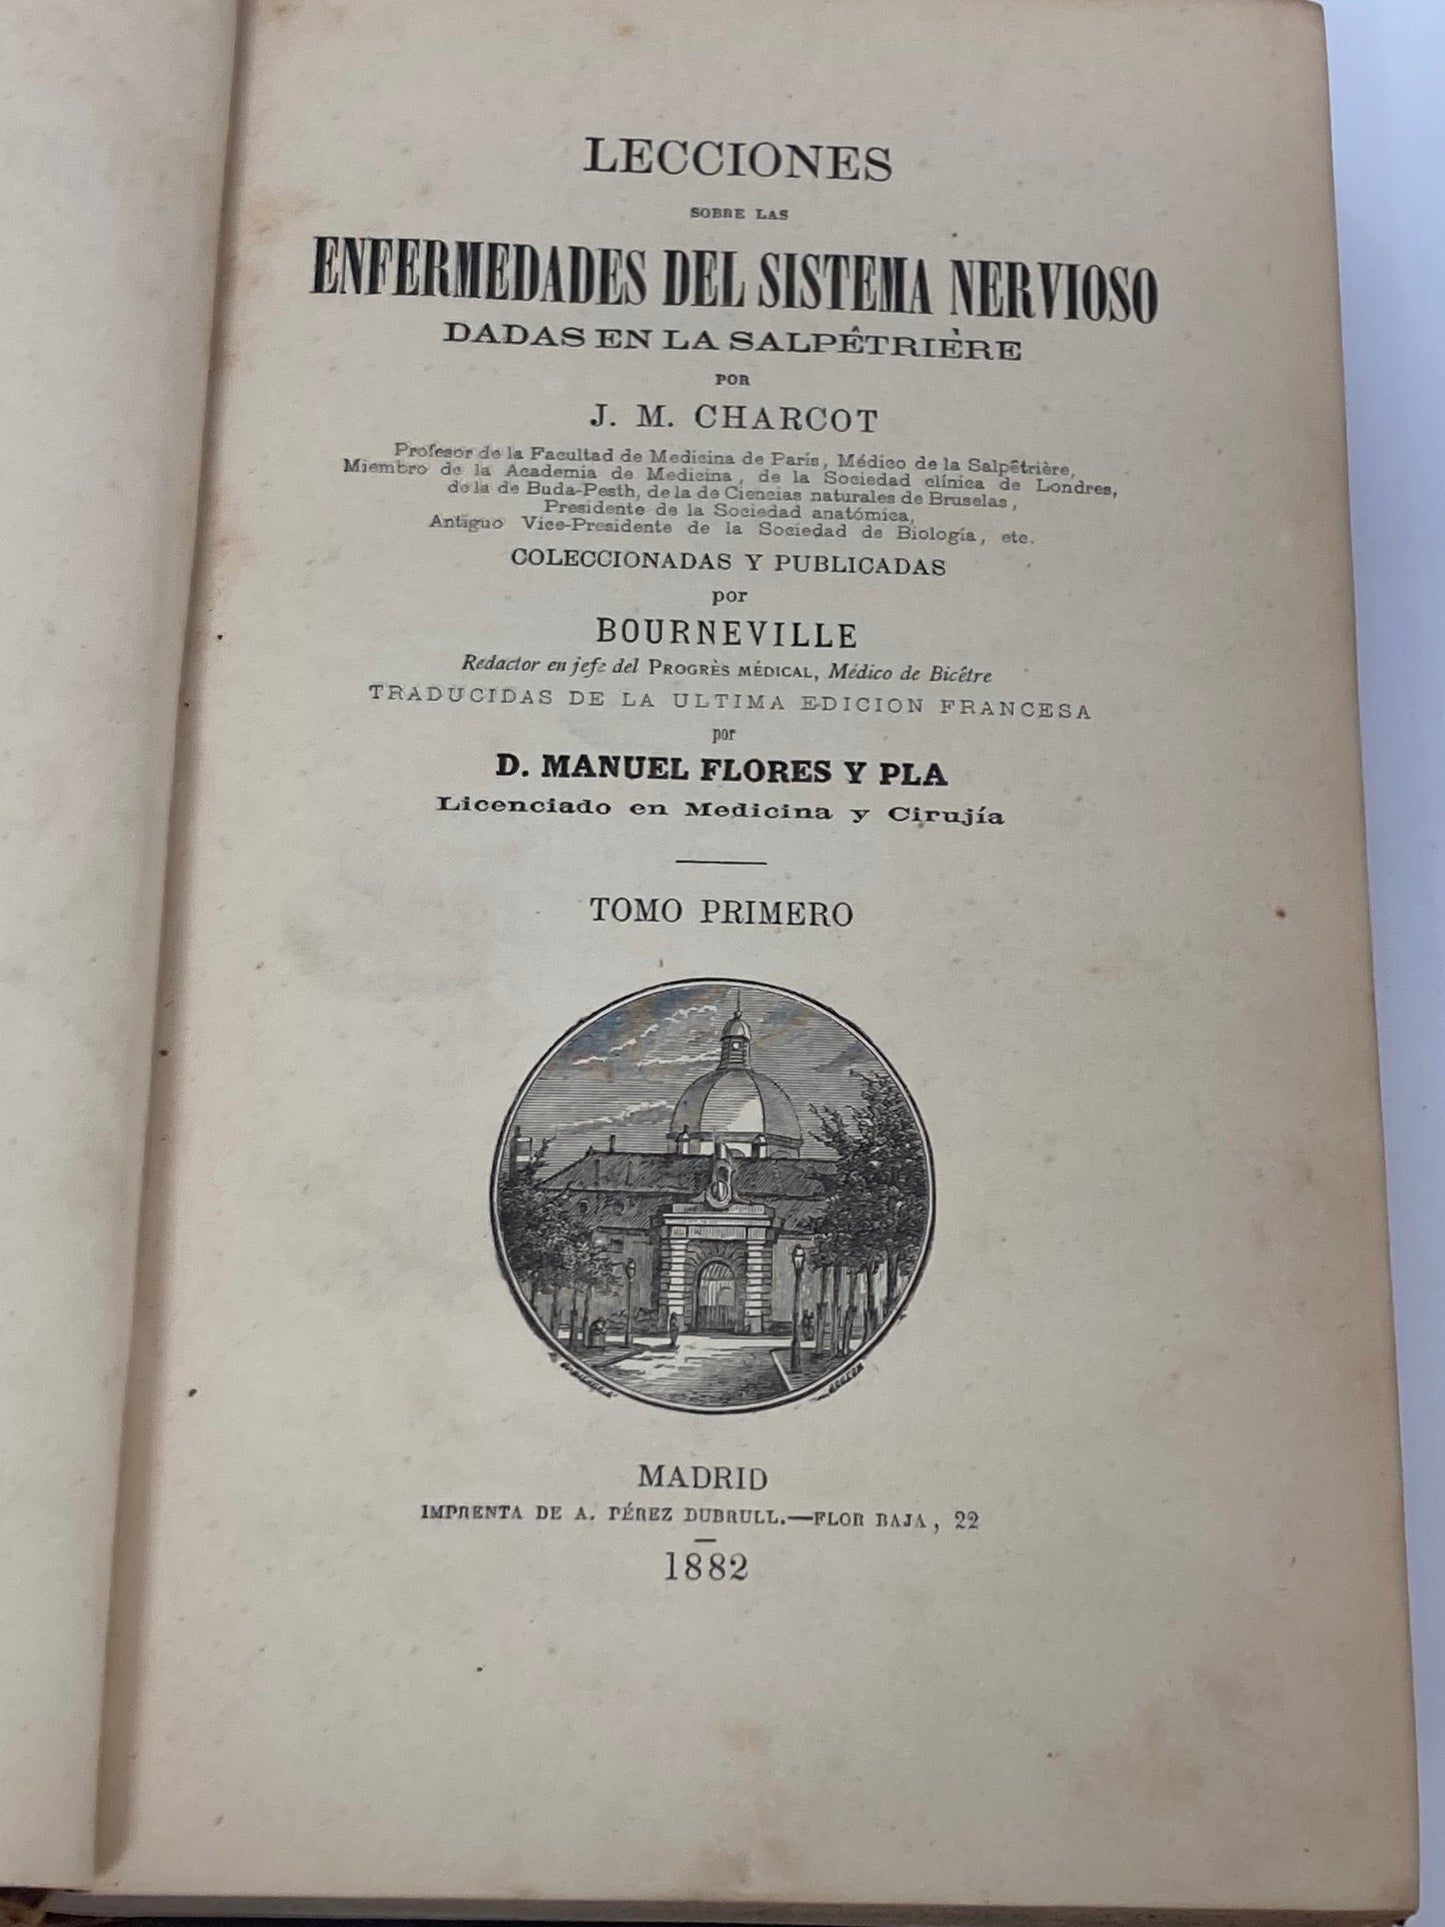 LECCIONES
SOBRE LAS
ENFERMEDADES DEL SISTEMA NERVIOSO
DADAS EN LA SALPÊTRIÈRE
POR
J. M. CHARCOT
Profesor de la Facultad de Medicina de París, Médico de la Salpêtrière,
Miembro de la Academia de Medicina, de la Sociedad clínica de Londres,
de la de Buda-Pesth, de la de Ciencias naturales de Bruselas,
Presidente de la Sociedad anatómica,
Antiguo Vice-Presidente de la Sociedad de Biología, etc.
COLECCIONADAS Y PUBLICADAS
por
BOURNEVILLE
Redactor en jefe del PROGRÈS MÉDICAL, Médico de Bicêtre
TRADUCIDAS DE LA ULTIMA EDICION FRANCESA
por
D. MANUEL FLORES Y PLA
Licenciado en Medicina y Cirujía
TOMO PRIMERO
MADRID
IMPRENTA DE A. PÉREZ DUBRULL.—FLOR BAJA, 22
1882